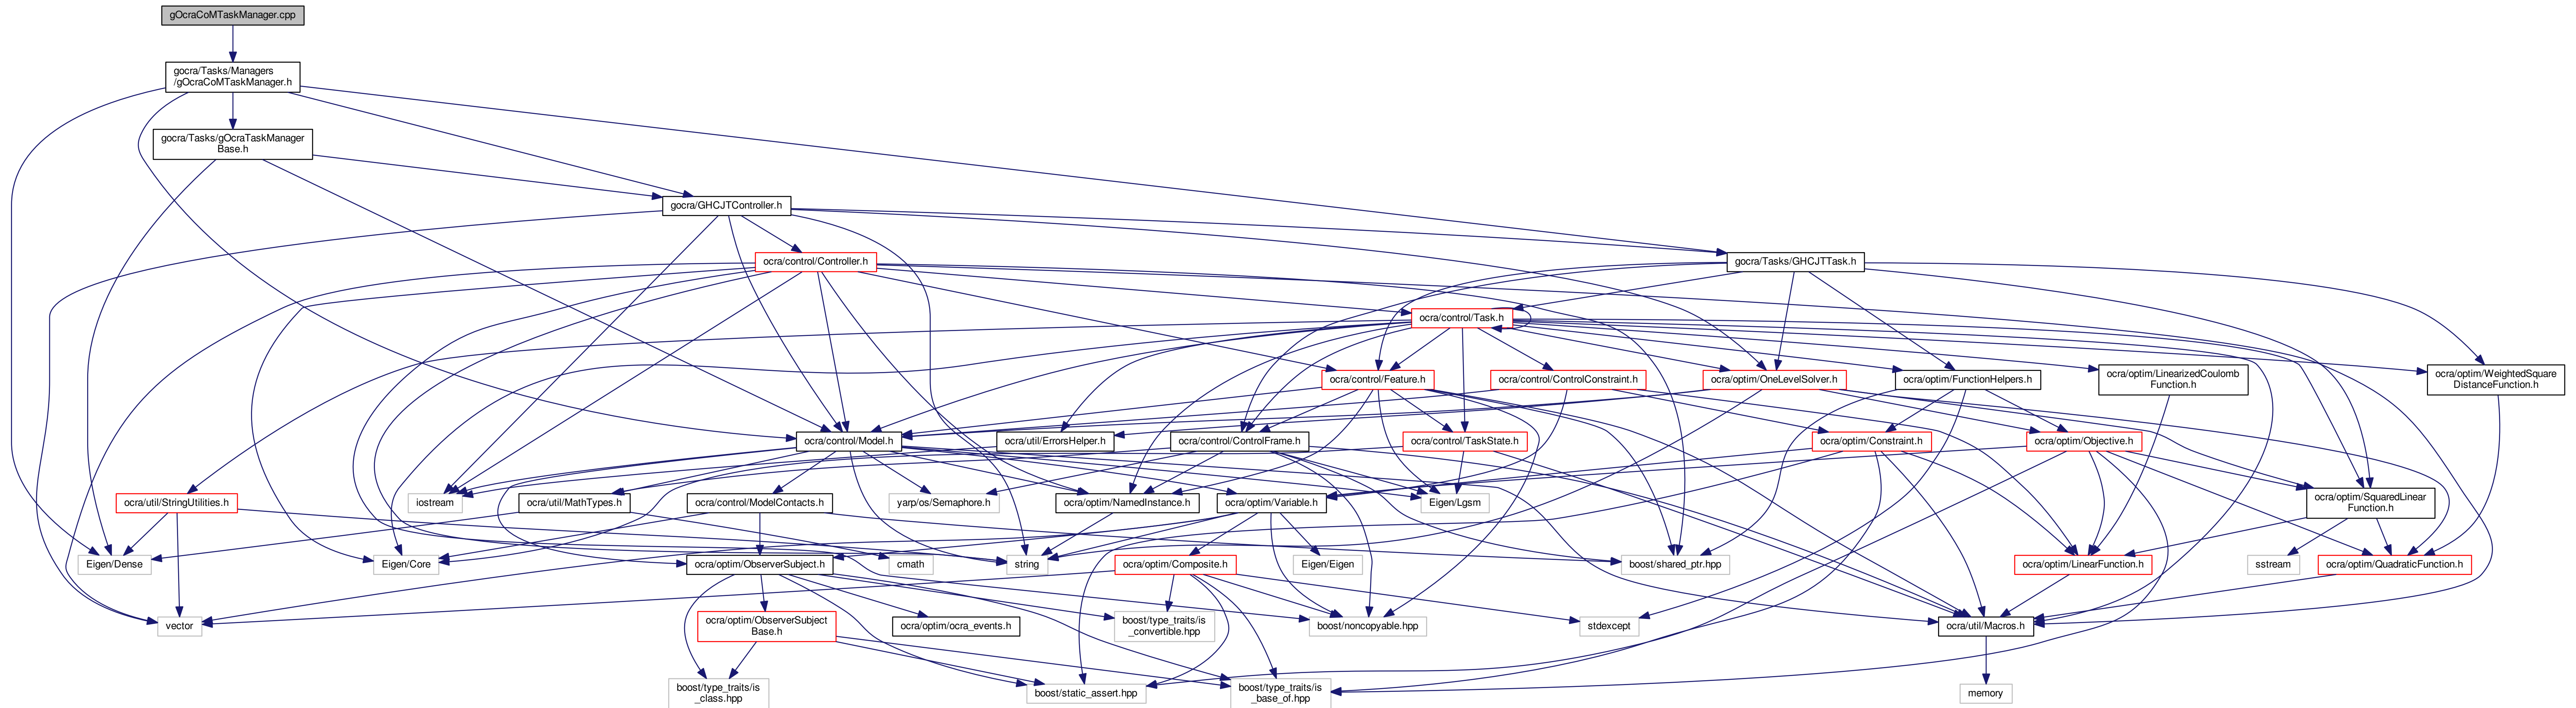 gOcraCoMTaskManager.cpp
gocra/Tasks/Managers
/gOcraCoMTaskManager.h
gocra/Tasks/gOcraTaskManager
Base.h
gocra/GHCJTController.h
ocra/control/Controller.h
gocra/Tasks/GHCJTTask.h
ocra/control/Task.h
ocra/control/Feature.h
ocra/control/ControlConstraint.h
ocra/optim/OneLevelSolver.h
ocra/optim/FunctionHelpers.h
ocra/optim/LinearizedCoulomb
Function.h
ocra/optim/WeightedSquare
DistanceFunction.h
ocra/control/Model.h
ocra/util/ErrorsHelper.h
ocra/control/ControlFrame.h
ocra/control/TaskState.h
ocra/optim/Constraint.h
ocra/optim/Objective.h
ocra/util/StringUtilities.h
iostream
ocra/util/MathTypes.h
ocra/control/ModelContacts.h
yarp/os/Semaphore.h
ocra/optim/NamedInstance.h
ocra/optim/Variable.h
Eigen/Lgsm
ocra/optim/SquaredLinear
Function.h
Eigen/Dense
Eigen/Core
ocra/optim/ObserverSubject.h
cmath
string
ocra/optim/Composite.h
Eigen/Eigen
boost/shared_ptr.hpp
ocra/optim/LinearFunction.h
sstream
ocra/optim/QuadraticFunction.h
vector
ocra/optim/ObserverSubject
Base.h
ocra/optim/ocra_events.h
boost/type_traits/is
_convertible.hpp
boost/noncopyable.hpp
stdexcept
ocra/util/Macros.h
boost/type_traits/is
_class.hpp
boost/static_assert.hpp
boost/type_traits/is
_base_of.hpp
memory